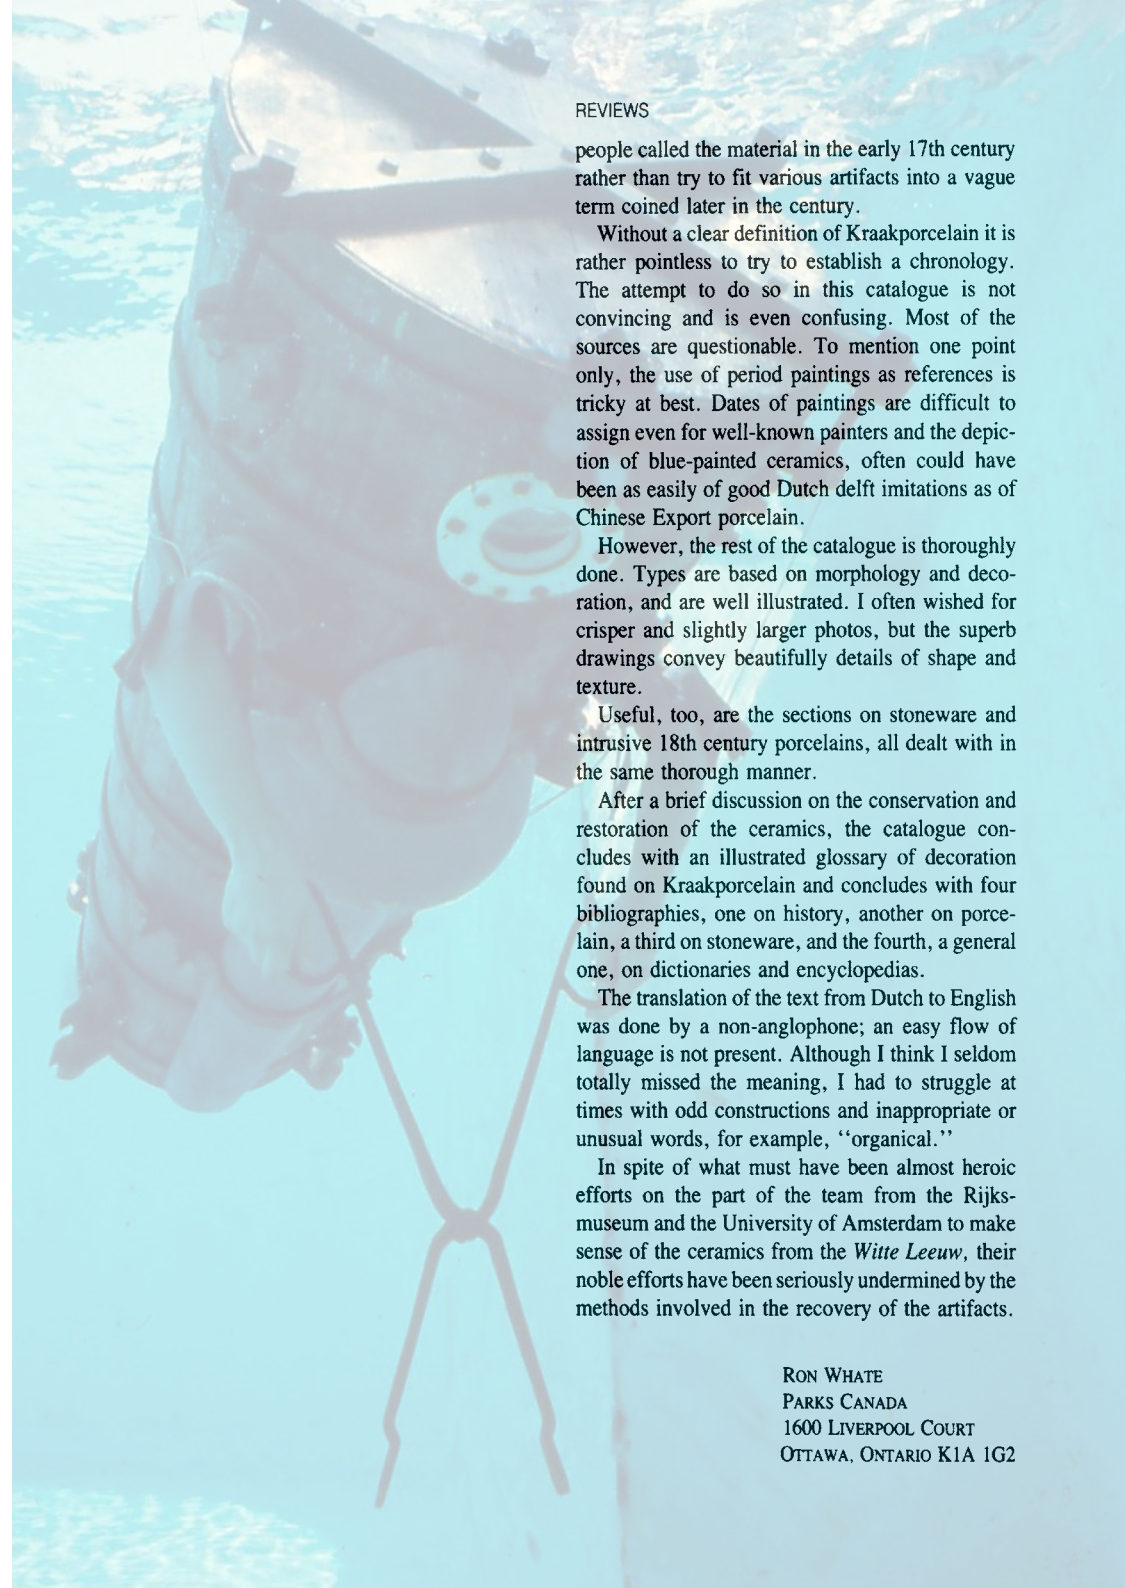 REVIEWS
people called the material in the early 17th century
rather than try to fit various artifacts into a vague
term coined later in the century.
Without a clear definition of Kraakporcelain it is
rather pointless to try to establish a chronology.
The attempt to do so in this catalogue is not
convincing and is even confusing. Most of the
sources are questionable. To mention one point
only, the use of period paintings as references is
tricky at best. Dates of paintings are difficult to
assign even for well-known painters and the depic-
tion of blue-painted ceramics, often could have
been as easily of good Dutch delft imitations as of
Chinese Export porcelain.
However, the rest of the catalogue is thoroughly
done. Types are based on morphology and deco-
ration, and are well illustrated. I often wished for
crisper and slightly larger photos, but the superb
drawings convey beautifully details of shape and
texture.
Useful, too, are the sections on stoneware and
intrusive 18th century porcelains, all dealt with in
the same thorough manner.
After a brief discussion on the conservation and
restoration of the ceramics, the catalogue con-
cludes with an illustrated glossary of decoration
found on Kraakporcelain and concludes with four
bibliographies, one on history, another on porce-
lain, a third on stoneware, and the fourth, a general
one, on dictionaries and encyclopedias.
The translation of the text from Dutch to English
was done by a non-anglophone; an easy flow of
language is not present. Although I think I seldom
totally missed the meaning, I had to struggle at
times with odd constructions and inappropriate or
unusual words, for example, ‘‘organical.’’
In spite of what must have been almost heroic
efforts on the part of the team from the Rijks-
museum and the University of Amsterdam to make
sense of the ceramics from the Witte Leeuw, their
noble efforts have been seriously undermined by the
methods involved in the recovery of the artifacts.
RON WHATE
PARKS CANADA
1600 LIVERPOOL COURT
OTTAWA, ONTARIO K1A 1G2